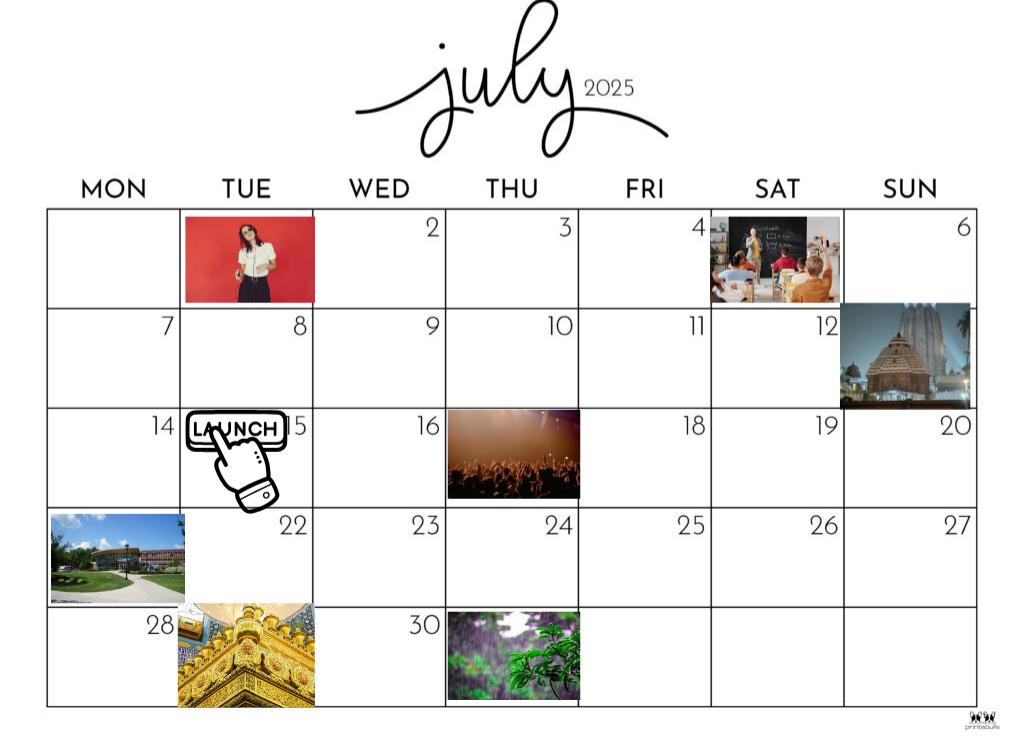 july 2025
MON TUE WED THU FRI SAT SUN
2 3 4 6
7 8 9 10 11 12
14 LAUNCH 15 16 18 19 20
22 23 24 25 26 27
28 30
printabulls